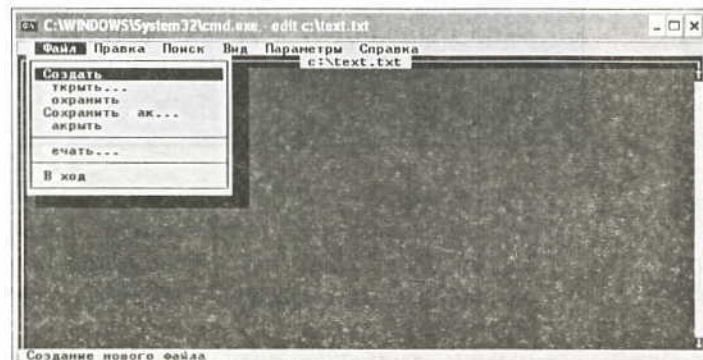 C:\WINDOWS\System32\cmd.exe - edit c:\text.txt
Файл Правка Поиск Вид Параметры Справка
c:\text.txt
Создать
ткрыть...
охранить
Сохранить ак...
акрыть
ечать...
В ход
Создание нового файла